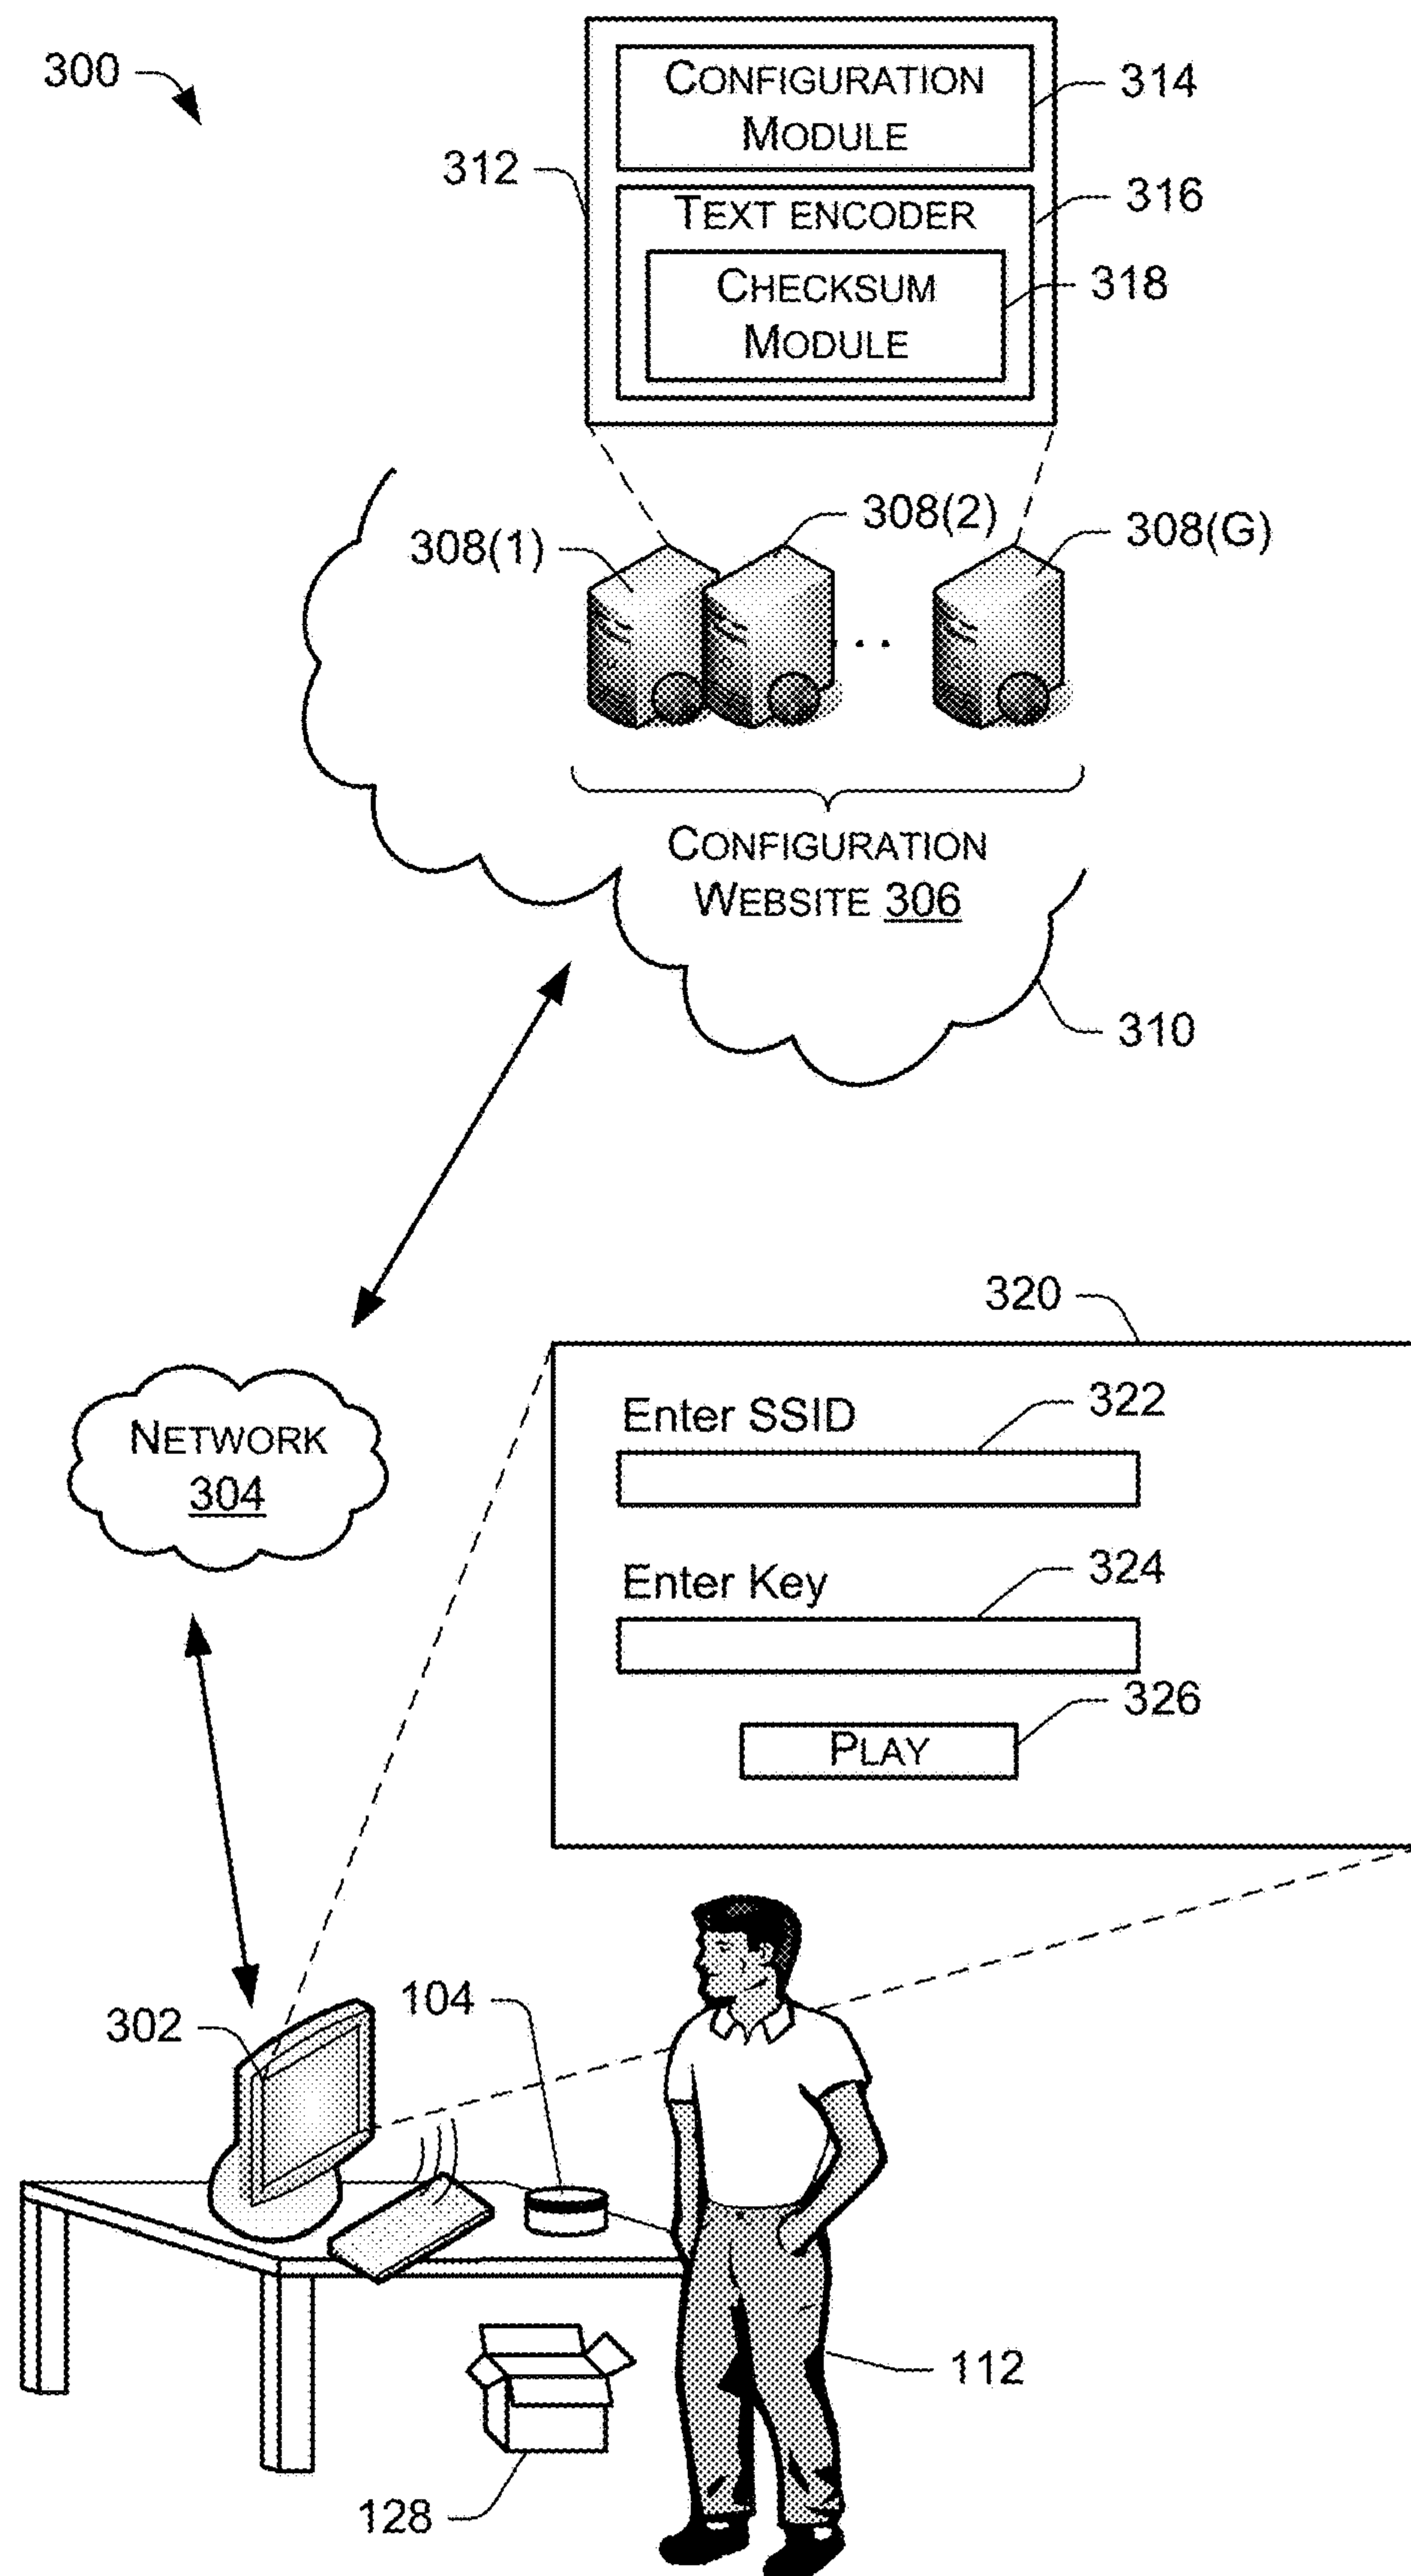 300
CONFIGURATION
MODULE
314
312
TEXT ENCODER
316
CHECKSUM
MODULE
318
308(1)
308(2)
308(G)
...
CONFIGURATION
WEBSITE 306
310
320
NETWORK
304
Enter SSID
322
Enter Key
324
PLAY
326
302
104
112
128